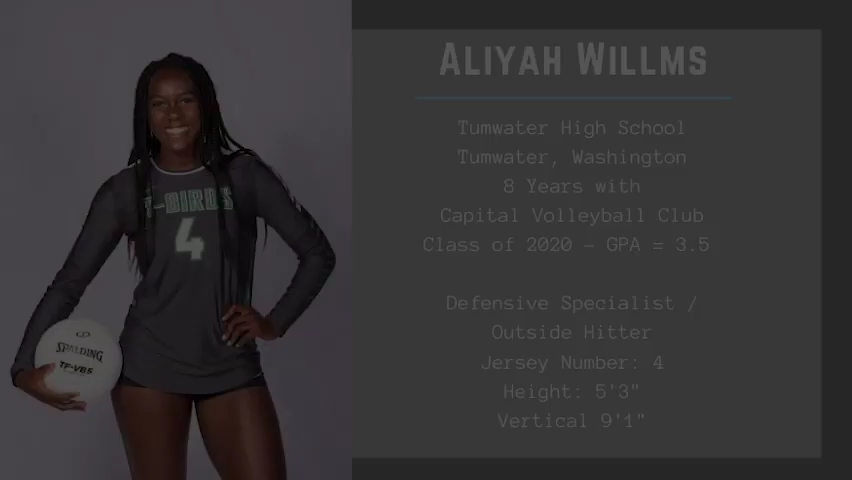 ALIYAH WILLMS
Tumwater High School
Tumwater, Washington
8 Years with
Capital Volleyball Club
Class of 2020 - GPA = 3.5
Defensive Specialist /
Outside Hitter
Jersey Number: 4
Height: 5'3"
Vertical 9'1"
T-BIRDS
4
SPALDING
TF-VB5